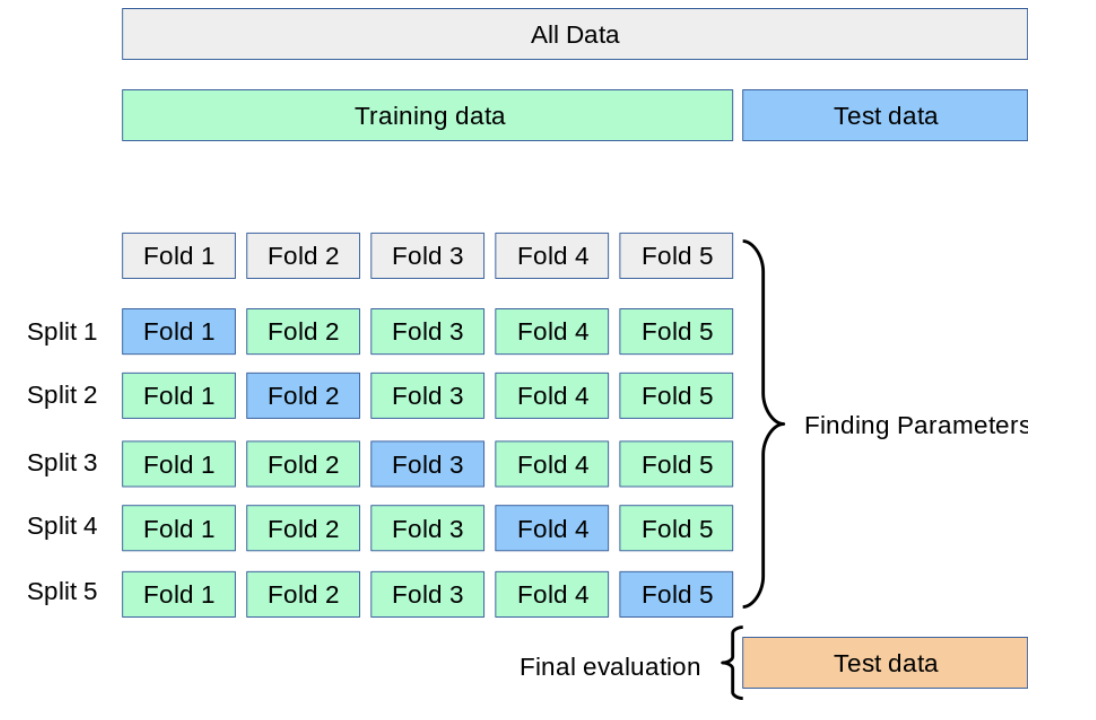 All Data
Training data Test data
Fold 1 Fold 2 Fold 3 Fold 4 Fold 5
Split 1 Fold 1 Fold 2 Fold 3 Fold 4 Fold 5
Split 2 Fold 1 Fold 2 Fold 3 Fold 4 Fold 5
Finding Parameters
Split 3 Fold 1 Fold 2 Fold 3 Fold 4 Fold 5
Split 4 Fold 1 Fold 2 Fold 3 Fold 4 Fold 5
Split 5 Fold 1 Fold 2 Fold 3 Fold 4 Fold 5
Final evaluation Test data